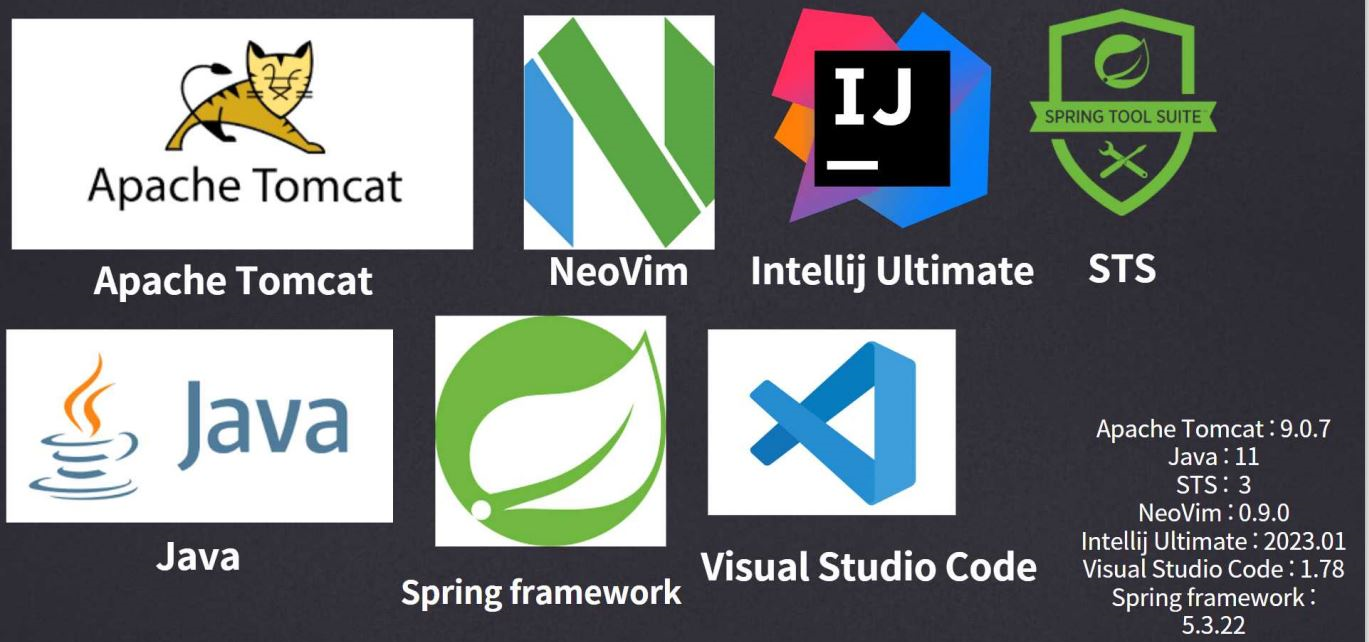 Apache Tomcat
IJ
SPRING TOOL SUITE
Apache Tomcat
NeoVim
Intellij Ultimate
STS
Java
Java
Spring framework
Visual Studio Code
Apache Tomcat : 9.0.7
Java : 11
STS : 3
NeoVim : 0.9.0
Intellij Ultimate : 2023.01
Visual Studio Code : 1.78
Spring framework :
5.3.22